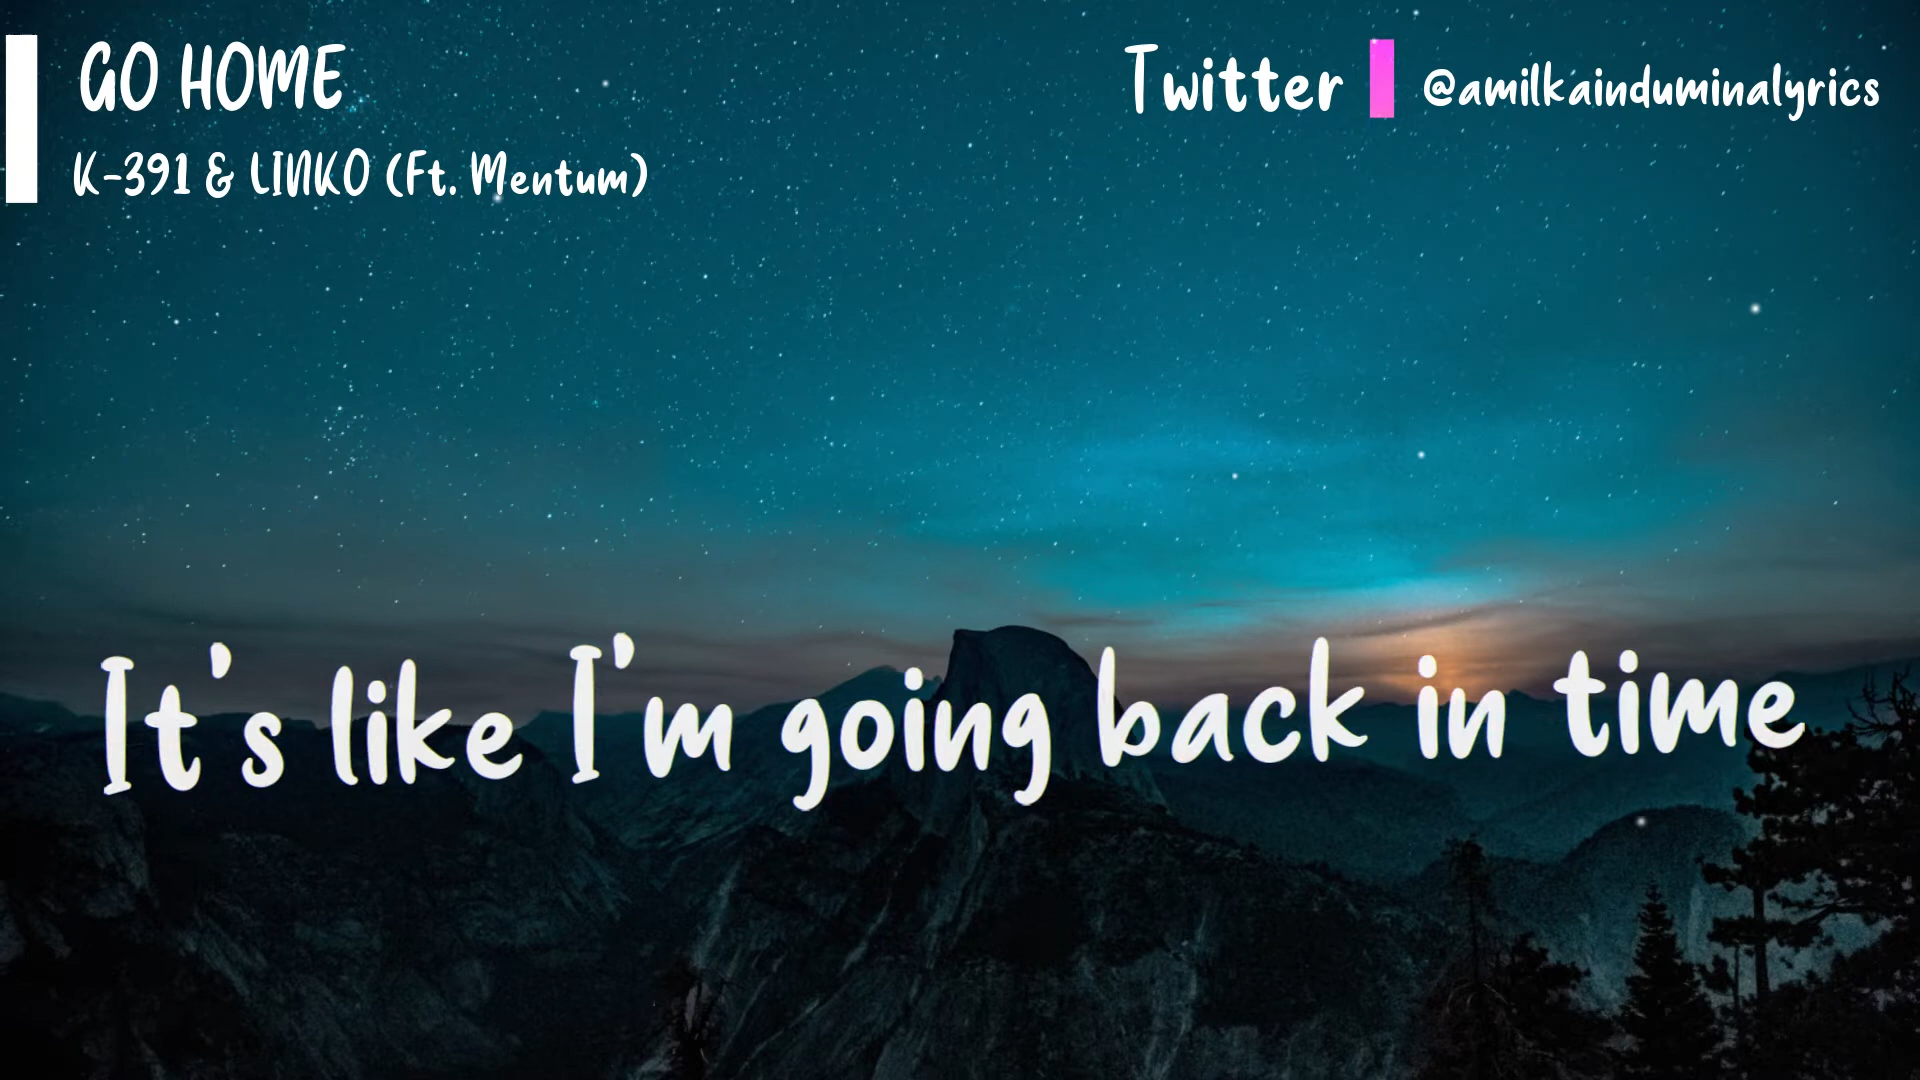 GO HOME
K-391 & LINKO (Ft. Mentum)
Twitter @amilkainduminalyrics
It's like I'm going back in time